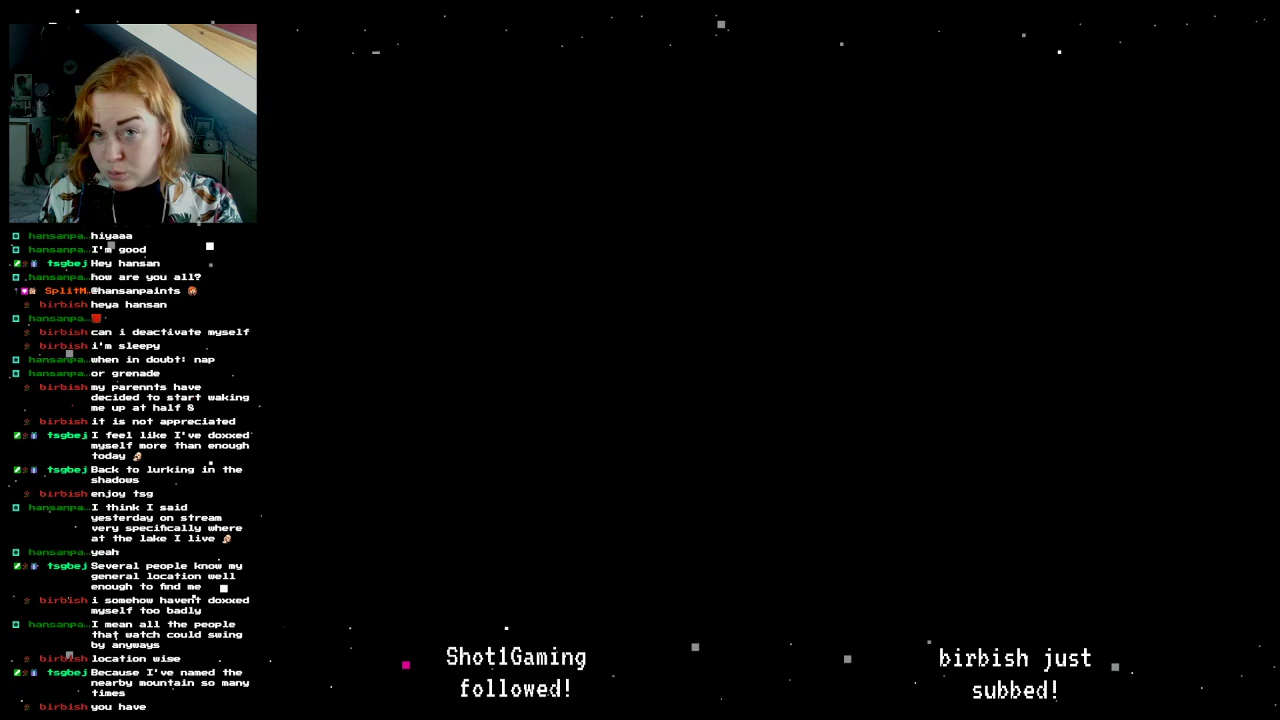 hansanpa… hiyaaa
hansanpa… I'm good
tsgbej Hey hansan
hansanpa… how are you all?
SplitM… @hansanpaints
birbish heya hansan
hansanpa…
birbish can i deactivate myself
birbish i'm sleepy
hansanpa… when in doubt: nap
hansanpa… or grenade
birbish my parennts have
decided to start waking
me up at half 8
birbish it is not appreciated
tsgbej I feel like I've doxxed
myself more than enough
today
tsgbej Back to lurking in the
shadows
birbish enjoy tsg
hansanpa… I think I said
yesterday on stream
very specifically where
at the lake I live
hansanpa… yeah
tsgbej Several people know my
general location well
enough to find me
birbish i somehow haven't doxxed
myself too badly
hansanpa… I mean all the people
that watch could swing
by anyways
birbish location wise
tsgbej Because I've named the
nearby mountain so many
times
birbish you have
Shot1Gaming
followed!
birbish just
subbed!